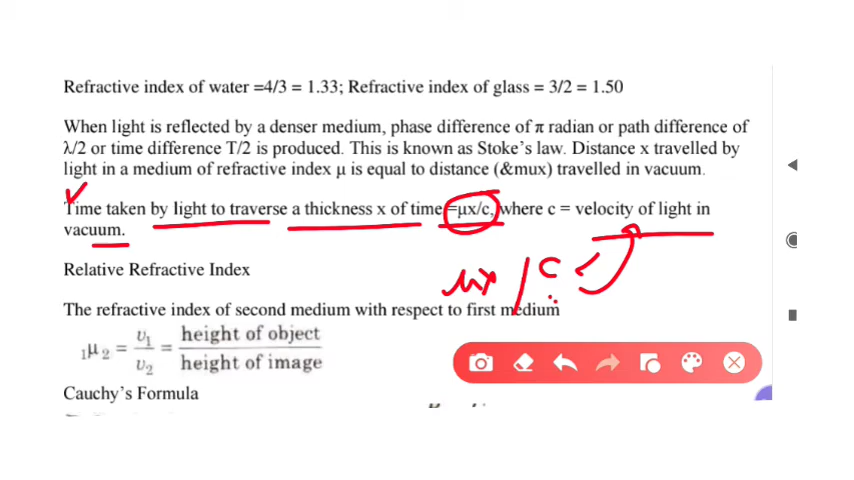 Refractive index of water =4/3 = 1.33; Refractive index of glass = 3/2 = 1.50
When light is reflected by a denser medium, phase difference of π radian or path difference of
λ/2 or time difference T/2 is produced. This is known as Stoke's law. Distance x travelled by
light in a medium of refractive index μ is equal to distance (&mux) travelled in vacuum.
Time taken by light to traverse a thickness x of time =μx/c, where c = velocity of light in
vacuum.
Relative Refractive Index
μx / c
The refractive index of second medium with respect to first medium
₁μ₂ = υ₁/υ₂ = height of object/height of image
Cauchy's Formula